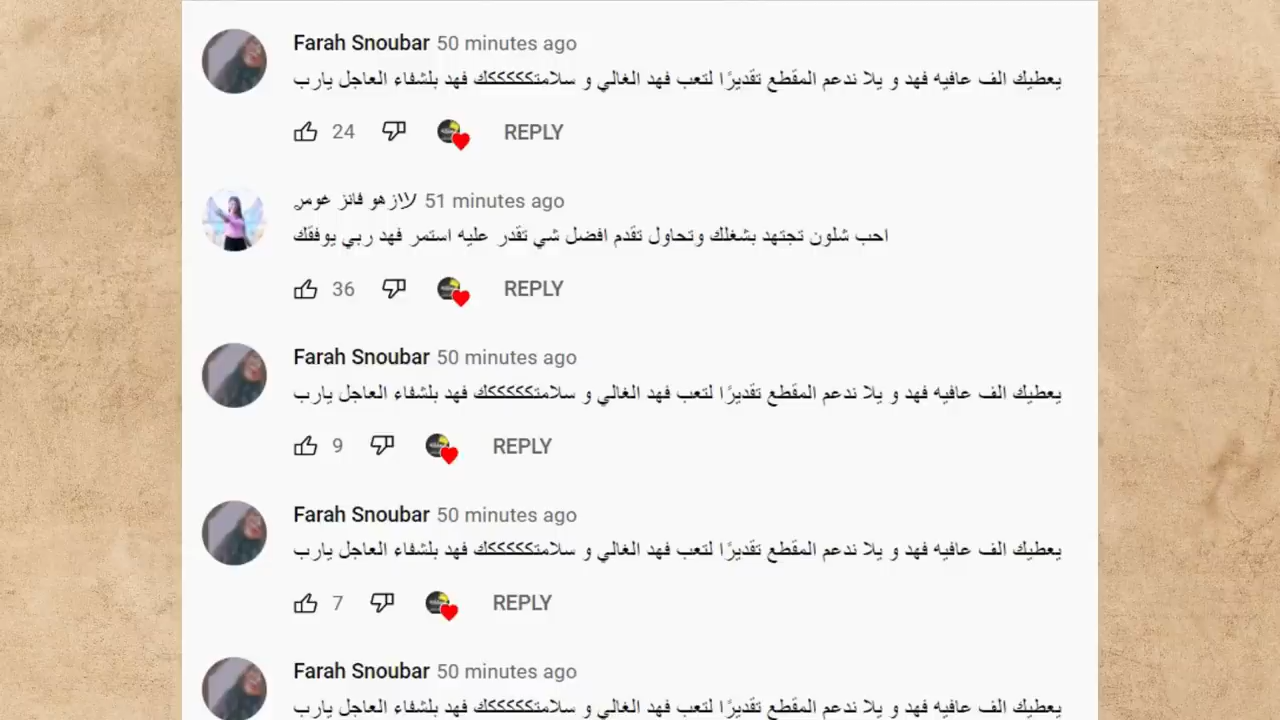 Farah Snoubar 50 minutes ago
يعطيك الف عافيه فهد و يلا ندعم المقطع تقديرًا لتعب فهد الغالي و سلامتكككككك فهد بلشفاء العاجل يارب
24 REPLY
ازهو فانز غومز 51 minutes ago
احب شلون تجتهد بشغلك وتحاول تقدم افضل شي تقدر عليه استمر فهد ربي يوفقك
36 REPLY
Farah Snoubar 50 minutes ago
يعطيك الف عافيه فهد و يلا ندعم المقطع تقديرًا لتعب فهد الغالي و سلامتكككككك فهد بلشفاء العاجل يارب
9 REPLY
Farah Snoubar 50 minutes ago
يعطيك الف عافيه فهد و يلا ندعم المقطع تقديرًا لتعب فهد الغالي و سلامتكككككك فهد بلشفاء العاجل يارب
7 REPLY
Farah Snoubar 50 minutes ago
يعطيك الف عافيه فهد و يلا ندعم المقطع تقديرًا لتعب فهد الغالي و سلامتكككككك فهد بلشفاء العاجل يارب